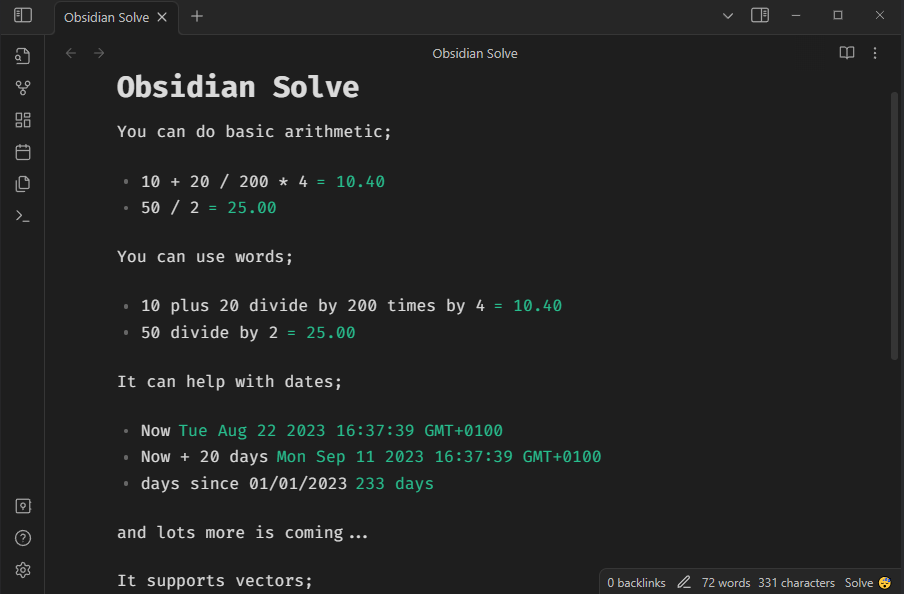 Obsidian Solve
Obsidian Solve
Obsidian Solve
You can do basic arithmetic;
10 + 20 / 200 * 4 = 10.40
50 / 2 = 25.00
You can use words;
10 plus 20 divide by 200 times by 4 = 10.40
50 divide by 2 = 25.00
It can help with dates;
Now Tue Aug 22 2023 16:37:39 GMT+0100
Now + 20 days Mon Sep 11 2023 16:37:39 GMT+0100
days since 01/01/2023 233 days
and lots more is coming...
It supports vectors;
0 backlinks 72 words 331 characters Solve 😴